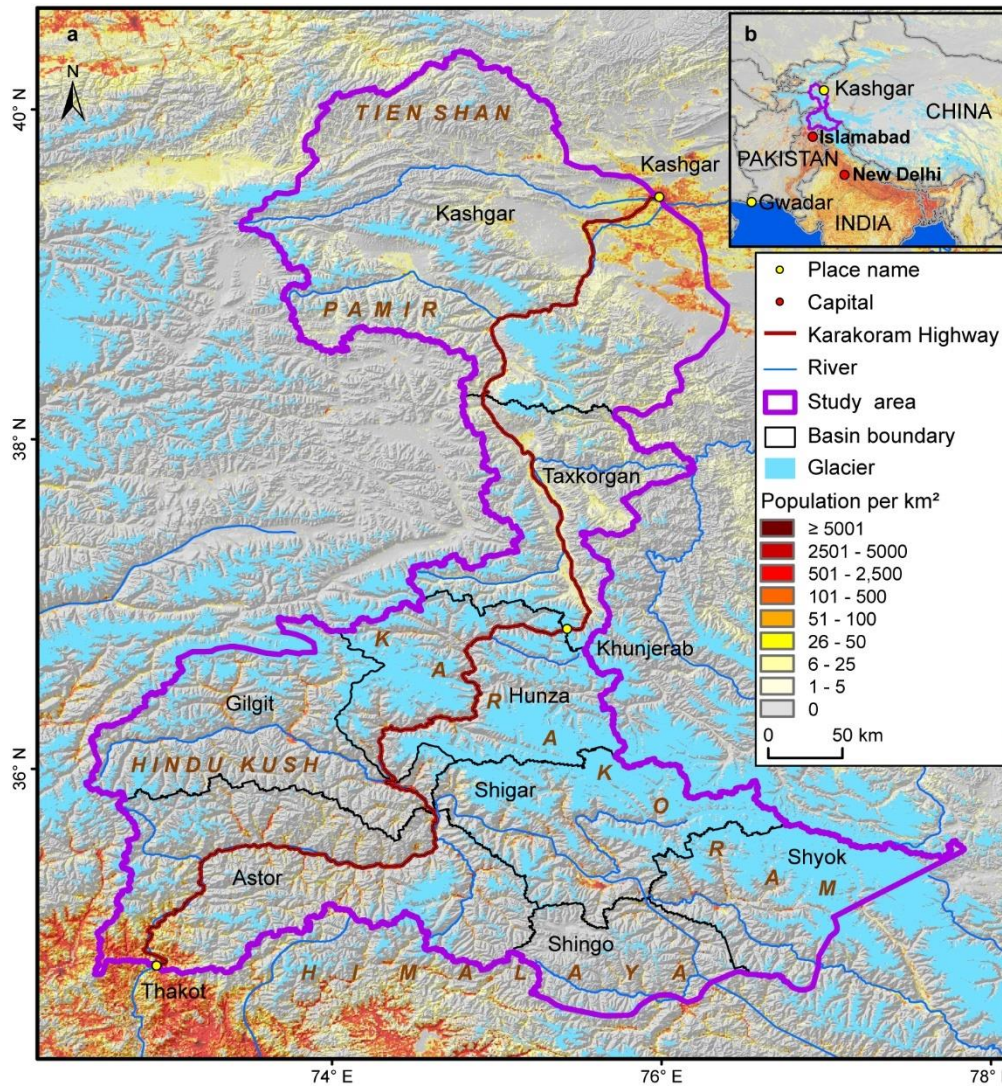 a
N
40° N
38° N
36° N
74° E
76° E
78° E
TIEN SHAN
Kashgar
Kashgar
PAMIR
Taxkorgan
Khunjerab
KARAKORAM
Hunza
Gilgit
HINDU KUSH
Shigar
Shyok
Astor
Shingo
HIMALAYA
Thakot
b
Kashgar
CHINA
Islamabad
PAKISTAN
New Delhi
Gwadar
INDIA
Place name
Capital
Karakoram Highway
River
Study area
Basin boundary
Glacier
Population per km²
≥ 5001
2501 - 5000
501 - 2,500
101 - 500
51 - 100
26 - 50
6 - 25
1 - 5
0
0 50 km